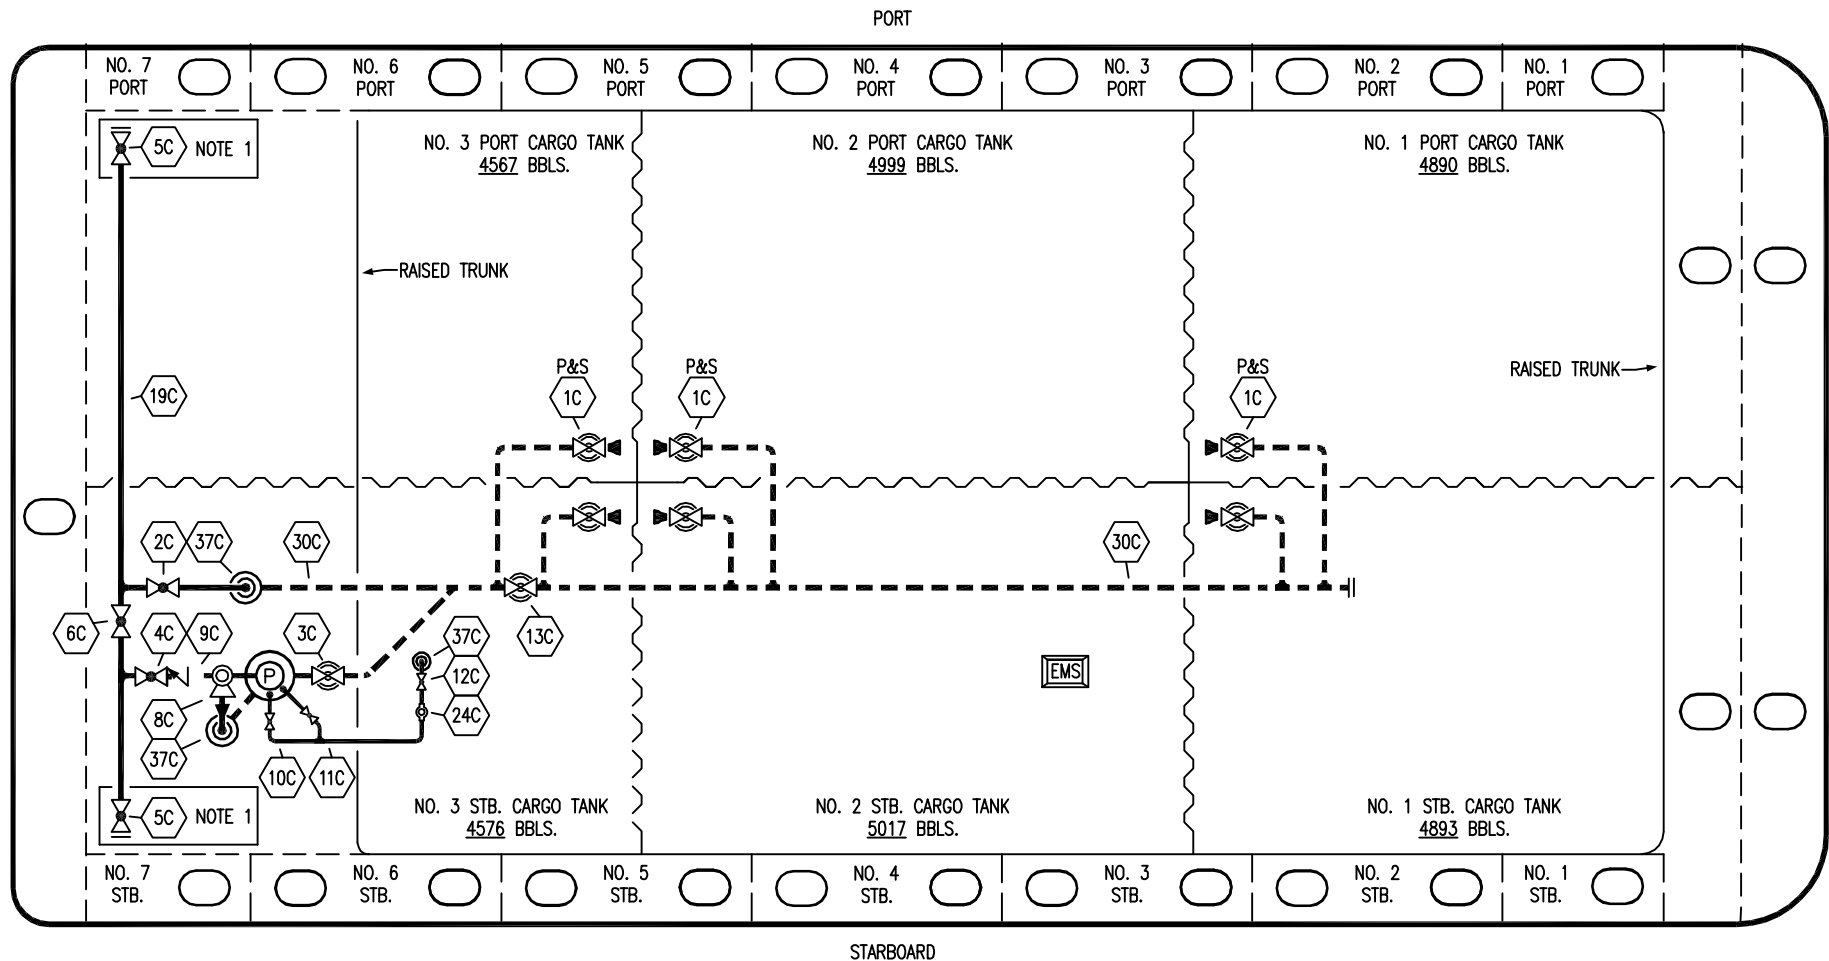 PORT
NO. 7
PORT
NO. 6
PORT
NO. 5
PORT
NO. 4
PORT
NO. 3
PORT
NO. 2
PORT
NO. 1
PORT
5C NOTE 1
NO. 3 PORT CARGO TANK
4567 BBLS.
NO. 2 PORT CARGO TANK
4999 BBLS.
NO. 1 PORT CARGO TANK
4890 BBLS.
RAISED TRUNK
RAISED TRUNK
P&S
1C
P&S
1C
P&S
1C
19C
2C
37C
30C
30C
6C
4C
9C
3C
13C
37C
12C
24C
P
EMS
8C
37C
10C
11C
5C NOTE 1
NO. 3 STB. CARGO TANK
4576 BBLS.
NO. 2 STB. CARGO TANK
5017 BBLS.
NO. 1 STB. CARGO TANK
4893 BBLS.
NO. 7
STB.
NO. 6
STB.
NO. 5
STB.
NO. 4
STB.
NO. 3
STB.
NO. 2
STB.
NO. 1
STB.
STARBOARD